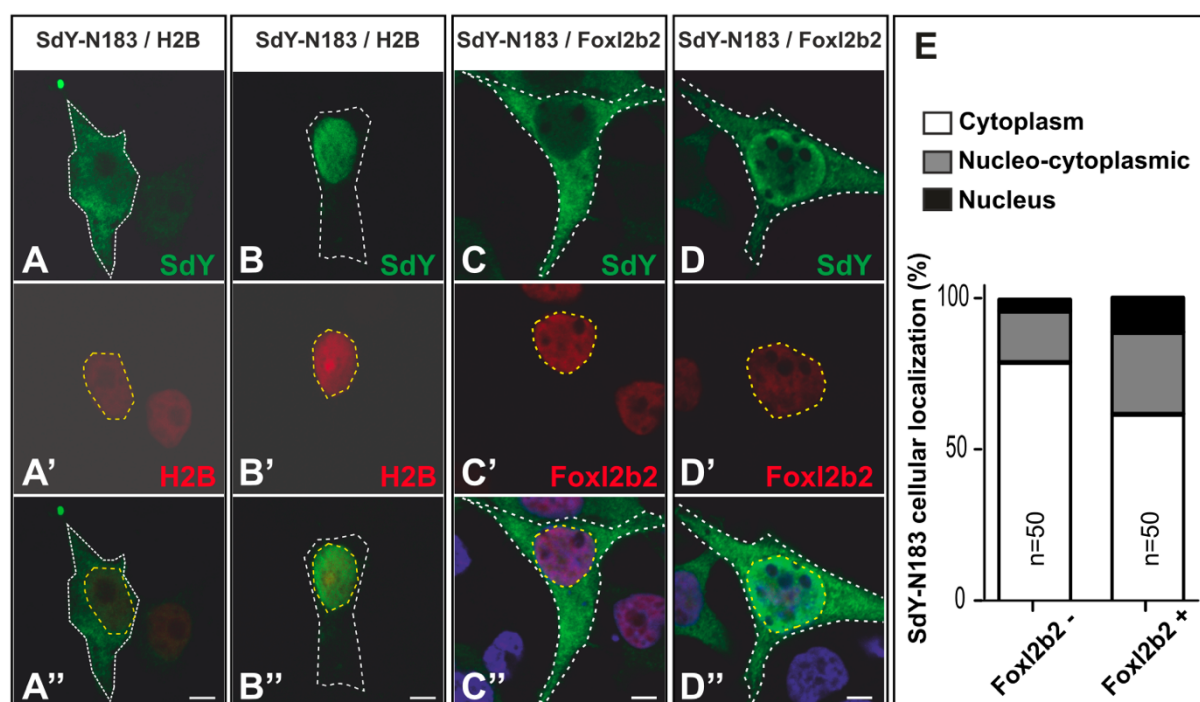 SdY-N183 / H2B
SdY-N183 / H2B
SdY-N183 / Foxl2b2
SdY-N183 / Foxl2b2
A
SdY
B
SdY
C
SdY
D
SdY
A’
H2B
B’
H2B
C’
Foxl2b2
D’
Foxl2b2
A’’
B’’
C’’
D’’
E
Cytoplasm
Nucleo-cytoplasmic
Nucleus
SdY-N183 cellular localization (%)
100
50
0
n=50
n=50
Foxl2b2 -
Foxl2b2 +